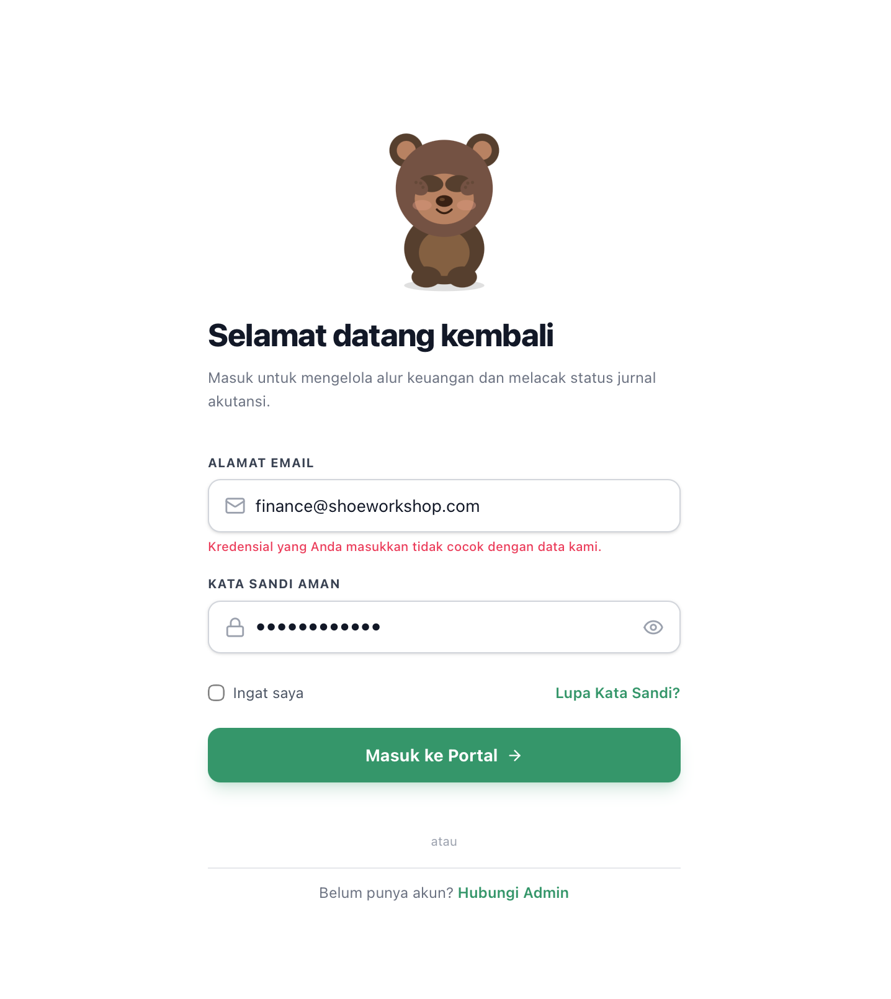 Selamat datang kembali
Masuk untuk mengelola alur keuangan dan melacak status jurnal
akutansi.
ALAMAT EMAIL
finance@shoeworkshop.com
Kredensial yang Anda masukkan tidak cocok dengan data kami.
KATA SANDI AMAN
••••••••••••
Ingat saya
Lupa Kata Sandi?
Masuk ke Portal →
atau
Belum punya akun? Hubungi Admin